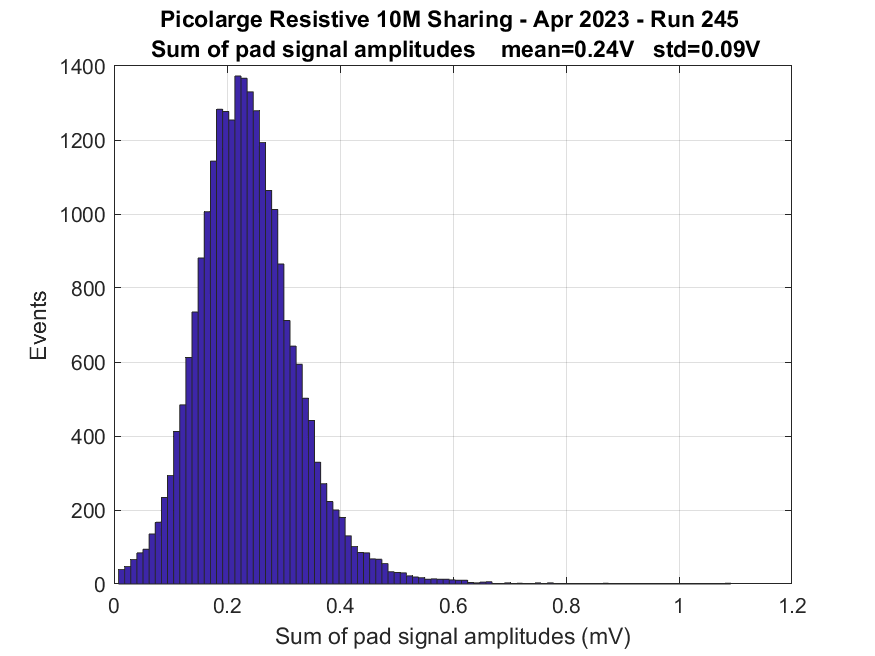 Picolarge Resistive 10M Sharing - Apr 2023 - Run 245
Sum of pad signal amplitudes mean=0.24V std=0.09V
1400
1200
1000
800
600
400
200
0
Events
0 0.2 0.4 0.6 0.8 1 1.2
Sum of pad signal amplitudes (mV)